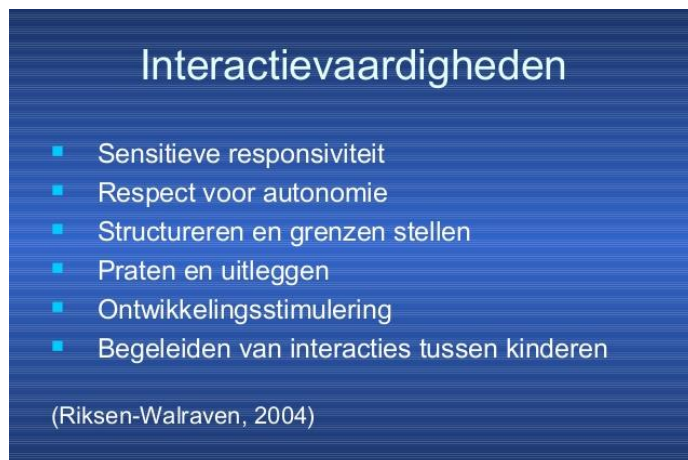 Interactievaardigheden
Sensitieve responsiviteit
Respect voor autonomie
Structureren en grenzen stellen
Praten en uitleggen
Ontwikkelingsstimulering
Begeleiden van interacties tussen kinderen
(Riksen-Walraven, 2004)